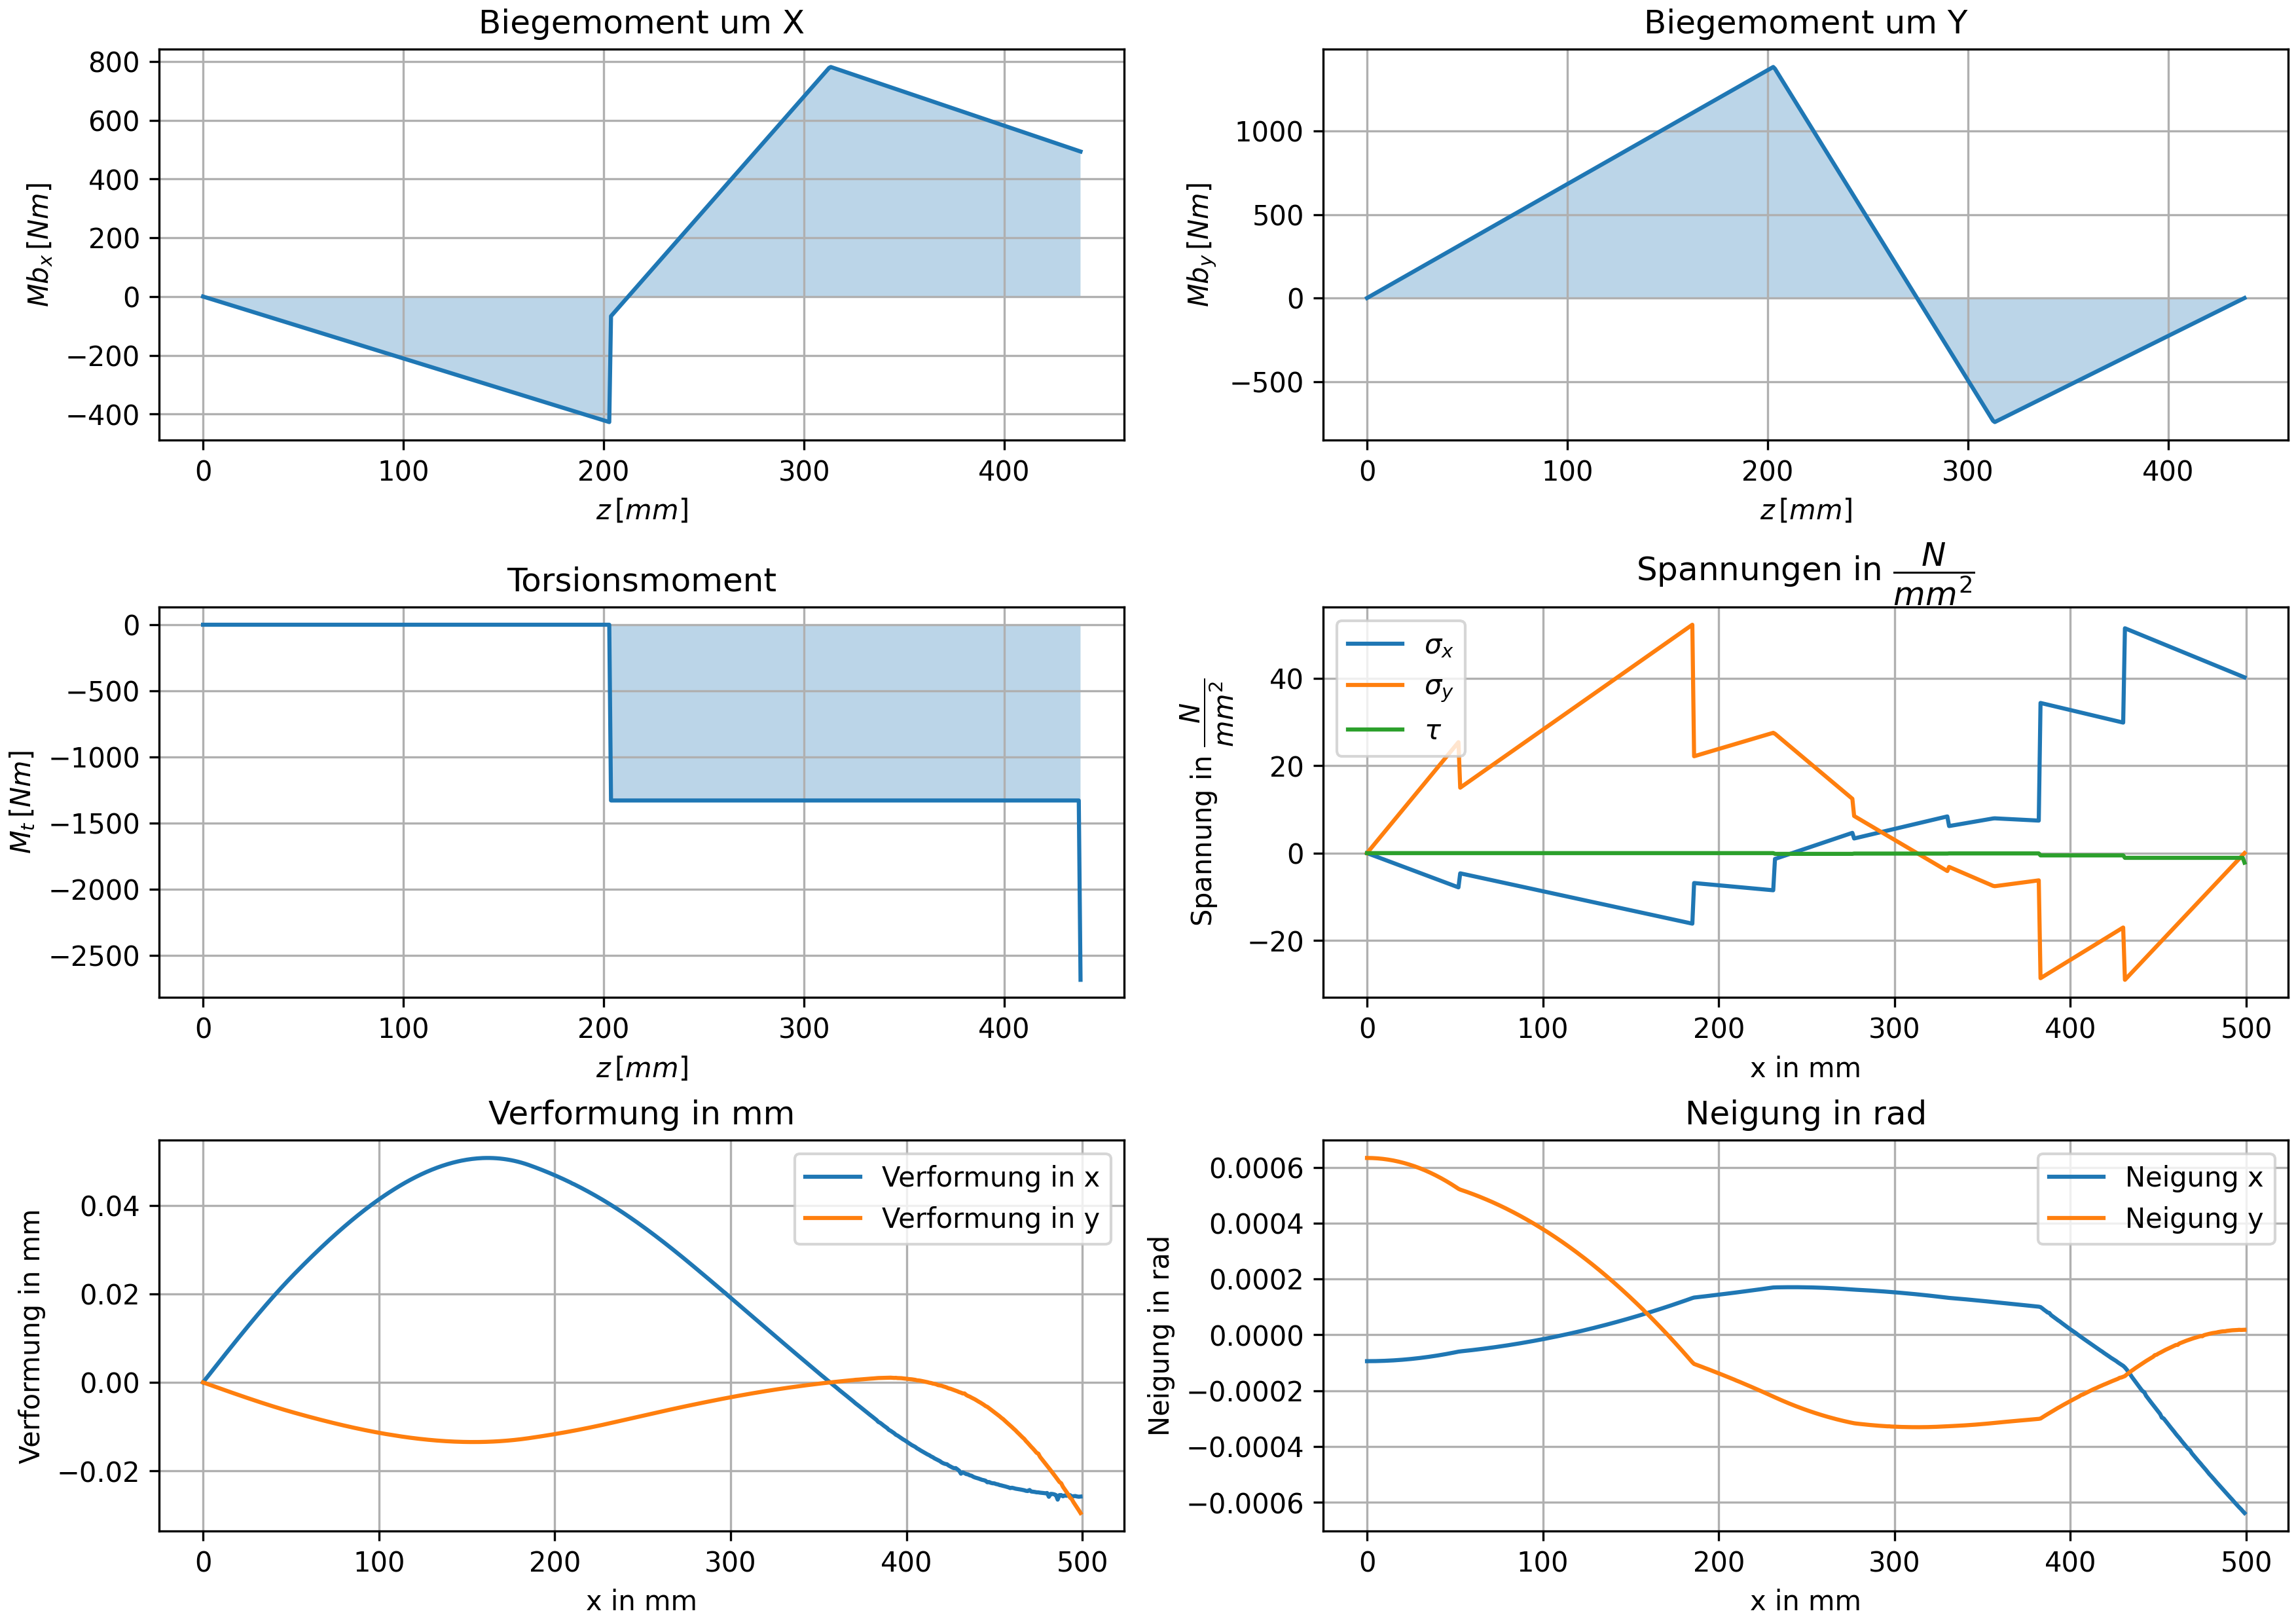 Biegemoment um X
800
600
400
200
0
−200
−400
Mb_x [Nm]
0 100 200 300 400
z [mm]
Biegemoment um Y
1000
500
0
−500
Mb_y [Nm]
0 100 200 300 400
z [mm]
Torsionsmoment
0
−500
−1000
−1500
−2000
−2500
M_t [Nm]
0 100 200 300 400
z [mm]
Spannungen in N/mm²
σ_x
σ_y
τ
40
20
0
−20
Spannung in N/mm²
0 100 200 300 400 500
x in mm
Verformung in mm
Verformung in x
Verformung in y
0.04
0.02
0.00
−0.02
Verformung in mm
0 100 200 300 400 500
x in mm
Neigung in rad
Neigung x
Neigung y
0.0006
0.0004
0.0002
0.0000
−0.0002
−0.0004
−0.0006
Neigung in rad
0 100 200 300 400 500
x in mm